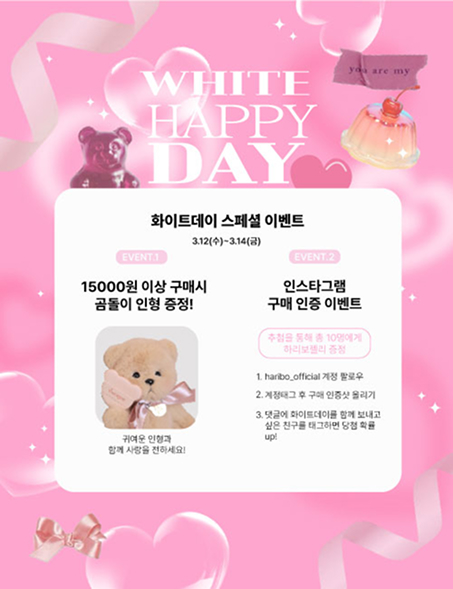 you are my
WHITE
HAPPY
DAY
화이트데이 스페셜 이벤트
3.12(수)~3.14(금)
EVENT.1
15000원 이상 구매시
곰돌이 인형 증정!
귀여운 인형과
함께 사랑을 전하세요!
EVENT.2
인스타그램
구매 인증 이벤트
추첨을 통해 총 10명에게
하리보젤리 증정
1. haribo_official 계정 팔로우
2. 계정태그 후 구매 인증샷 올리기
3. 댓글에 화이트데이를 함께 보내고
싶은 친구를 태그하면 당첨 확률
up!